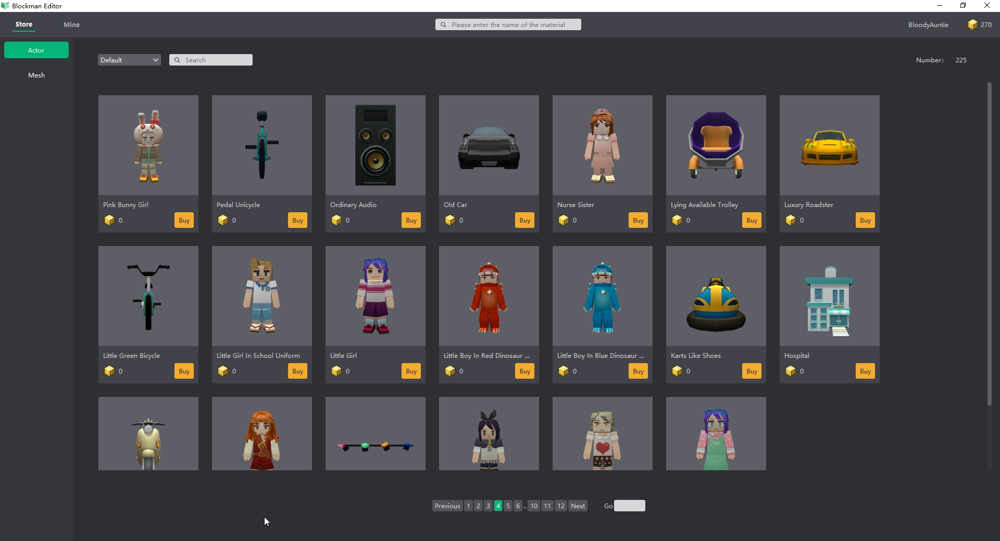 Blockman Editor
Store Mine Please enter the name of the material BloodyAuntie 270
Actor
Mesh
Default Search Number: 225
Pink Bunny Girl Pedal Unicycle Ordinary Audio Old Car Nurse Sister Lying Available Trolley Luxury Roadster
0 Buy 0 Buy 0 Buy 0 Buy 0 Buy 0 Buy 0 Buy
Little Green Bicycle Little Girl In School Uniform Little Girl Little Boy In Red Dinosaur ... Little Boy In Blue Dinosaur ... Karts Like Shoes Hospital
0 Buy 0 Buy 0 Buy 0 Buy 0 Buy 0 Buy 0 Buy
Previous 1 2 3 4 5 6 .. 10 11 12 Next Go